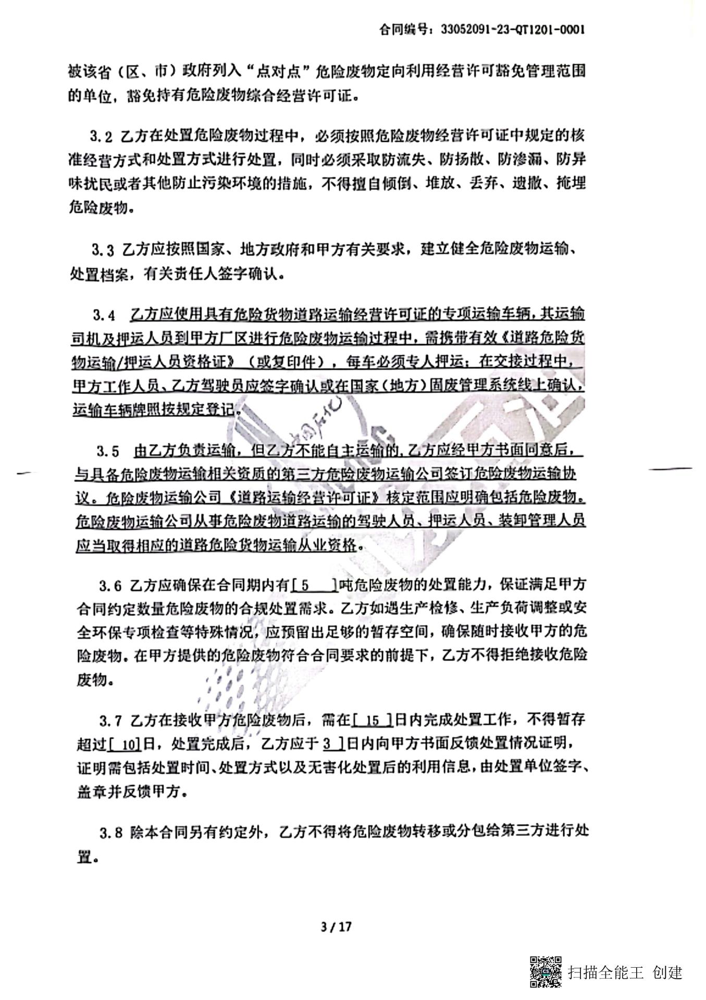 合同编号：33052091-23-QT1201-0001
被该省（区、市）政府列入“点对点”危险废物定向利用经营许可豁免管理范围
的单位，豁免持有危险废物综合经营许可证。
3.2 乙方在处置危险废物过程中，必须按照危险废物经营许可证中规定的核
准经营方式和处置方式进行处置，同时必须采取防流失、防扬散、防渗漏、防异
味扰民或者其他防止污染环境的措施，不得擅自倾倒、堆放、丢弃、遗撒、掩埋
危险废物。
3.3 乙方应按照国家、地方政府和甲方有关要求，建立健全危险废物运输、
处置档案，有关责任人签字确认。
3.4 乙方应使用具有危险货物道路运输经营许可证的专项运输车辆，其运输
司机及押运人员到甲方厂区进行危险废物运输过程中，需携带有效《道路危险货
物运输/押运人员资格证》（或复印件），每车必须专人押运；在交接过程中，
甲方工作人员、乙方驾驶员应签字确认或在国家（地方）固废管理系统线上确认，
运输车辆牌照按规定登记。
中国石化
3.5 由乙方负责运输，但乙方不能自主运输的，乙方应经甲方书面同意后，
与具备危险废物运输相关资质的第三方危险废物运输公司签订危险废物运输协
议。危险废物运输公司《道路运输经营许可证》核定范围应明确包括危险废物。
危险废物运输公司从事危险废物道路运输的驾驶人员、押运人员、装卸管理人员
应当取得相应的道路危险货物运输从业资格。
3.6 乙方应确保在合同期内有[ 5 ]吨危险废物的处置能力，保证满足甲方
合同约定数量危险废物的合规处置需求。乙方如遇生产检修、生产负荷调整或安
全环保专项检查等特殊情况，应预留出足够的暂存空间，确保随时接收甲方的危
险废物。在甲方提供的危险废物符合合同要求的前提下，乙方不得拒绝接收危险
废物。
3.7 乙方在接收甲方危险废物后，需在[ 15 ]日内完成处置工作，不得暂存
超过[ 10]日，处置完成后，乙方应于 3 ]日内向甲方书面反馈处置情况证明，
证明需包括处置时间、处置方式以及无害化处置后的利用信息，由处置单位签字、
盖章并反馈甲方。
3.8 除本合同另有约定外，乙方不得将危险废物转移或分包给第三方进行处
置。
3 / 17
CS
扫描全能王 创建